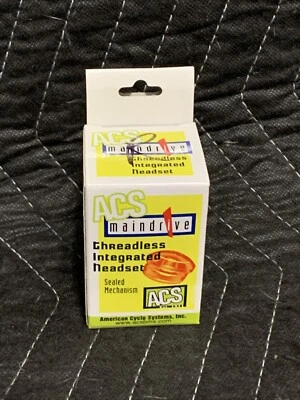 ACS
maindrive
threadless
Integrated
headset
ACS
maindrive
threadless
Integrated
headset
Sealed
Mechanism
ACS
American Cycle Systems, Inc.
www.acsbmx.com